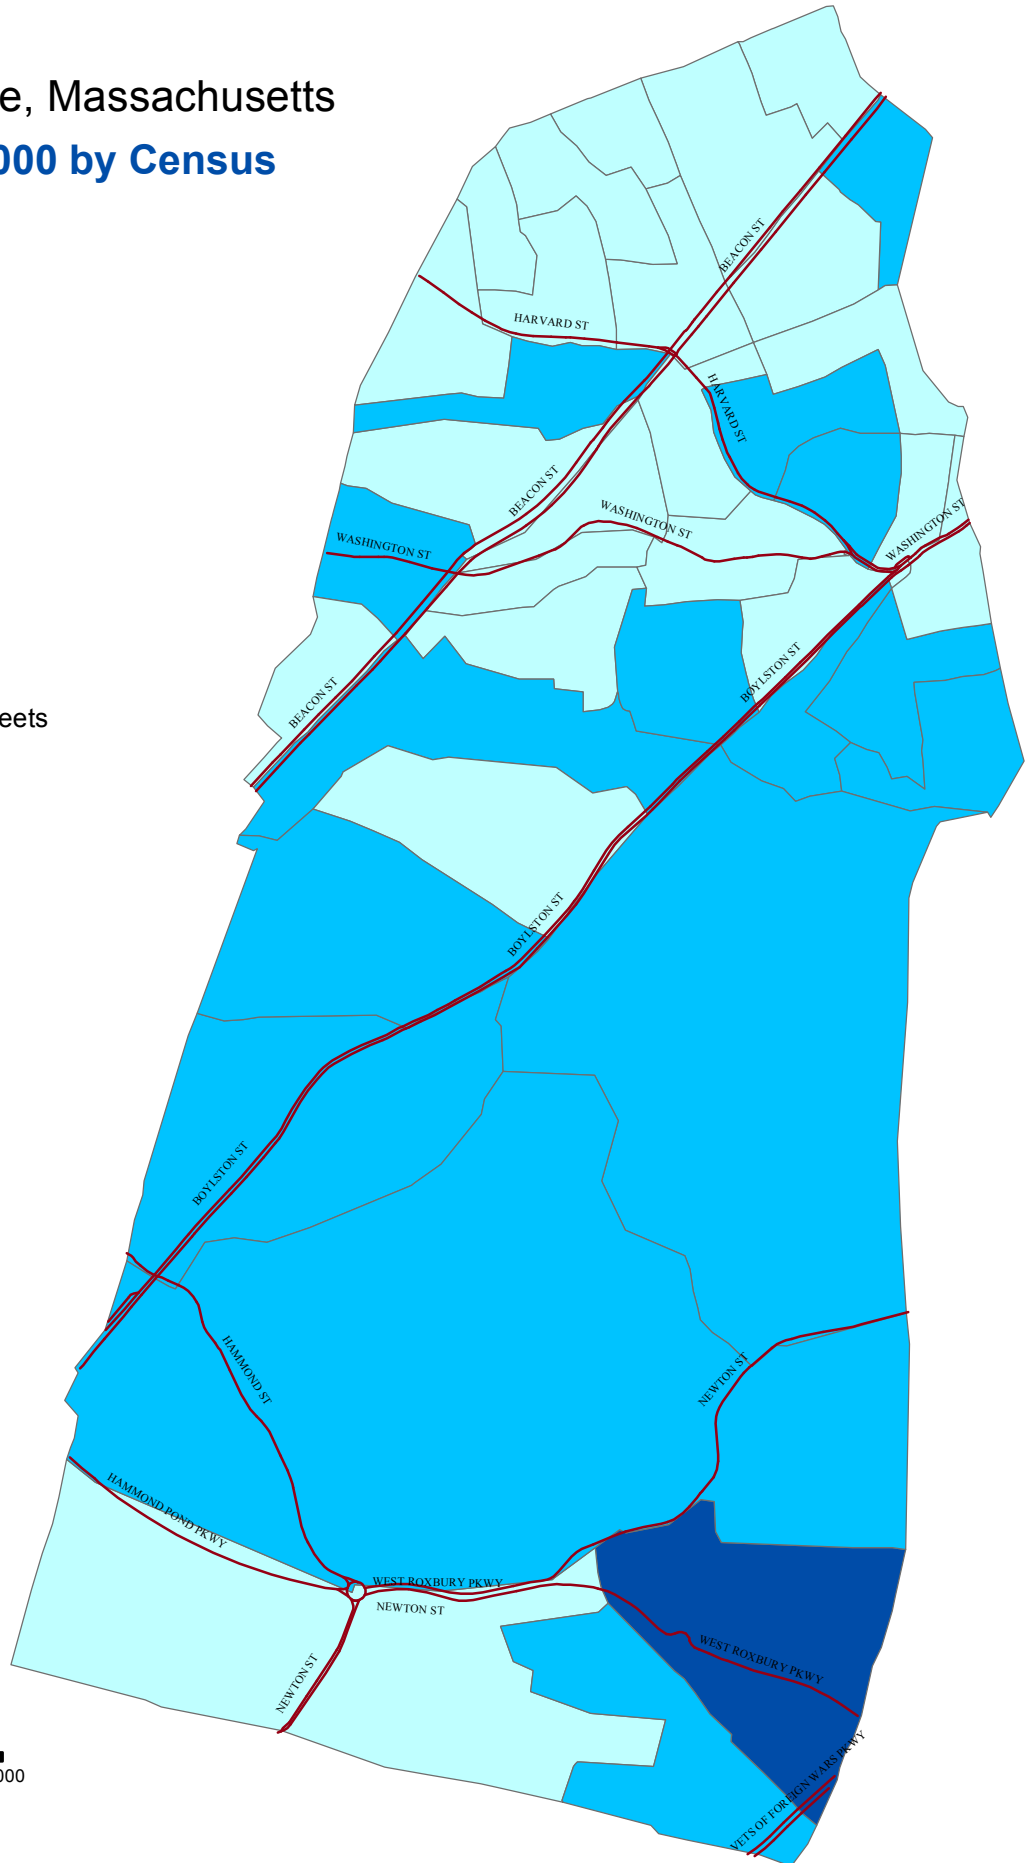 e, Massachusetts
000 by Census
BEACON ST
HARVARD ST
HARVARD ST
BEACON ST
WASHINGTON ST
WASHINGTON ST
WASHINGTON ST
BOYLSTON ST
BEACON ST
eets
BOYLSTON ST
BOYLSTON ST
HAMMOND ST
NEWTON ST
HAMMOND POND PKWY
WEST ROXBURY PKWY
NEWTON ST
WEST ROXBURY PKWY
NEWTON ST
VETS OF FOREIGN WARS PKWY
000